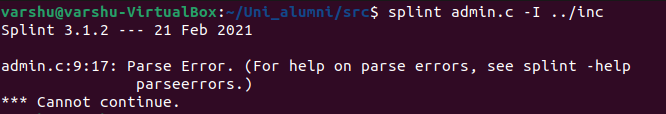 varshu@varshu-VirtualBox:~/Uni_alumni/src$ splint admin.c -I ../inc
Splint 3.1.2 --- 21 Feb 2021
admin.c:9:17: Parse Error. (For help on parse errors, see splint -help
parseerrors.)
*** Cannot continue.